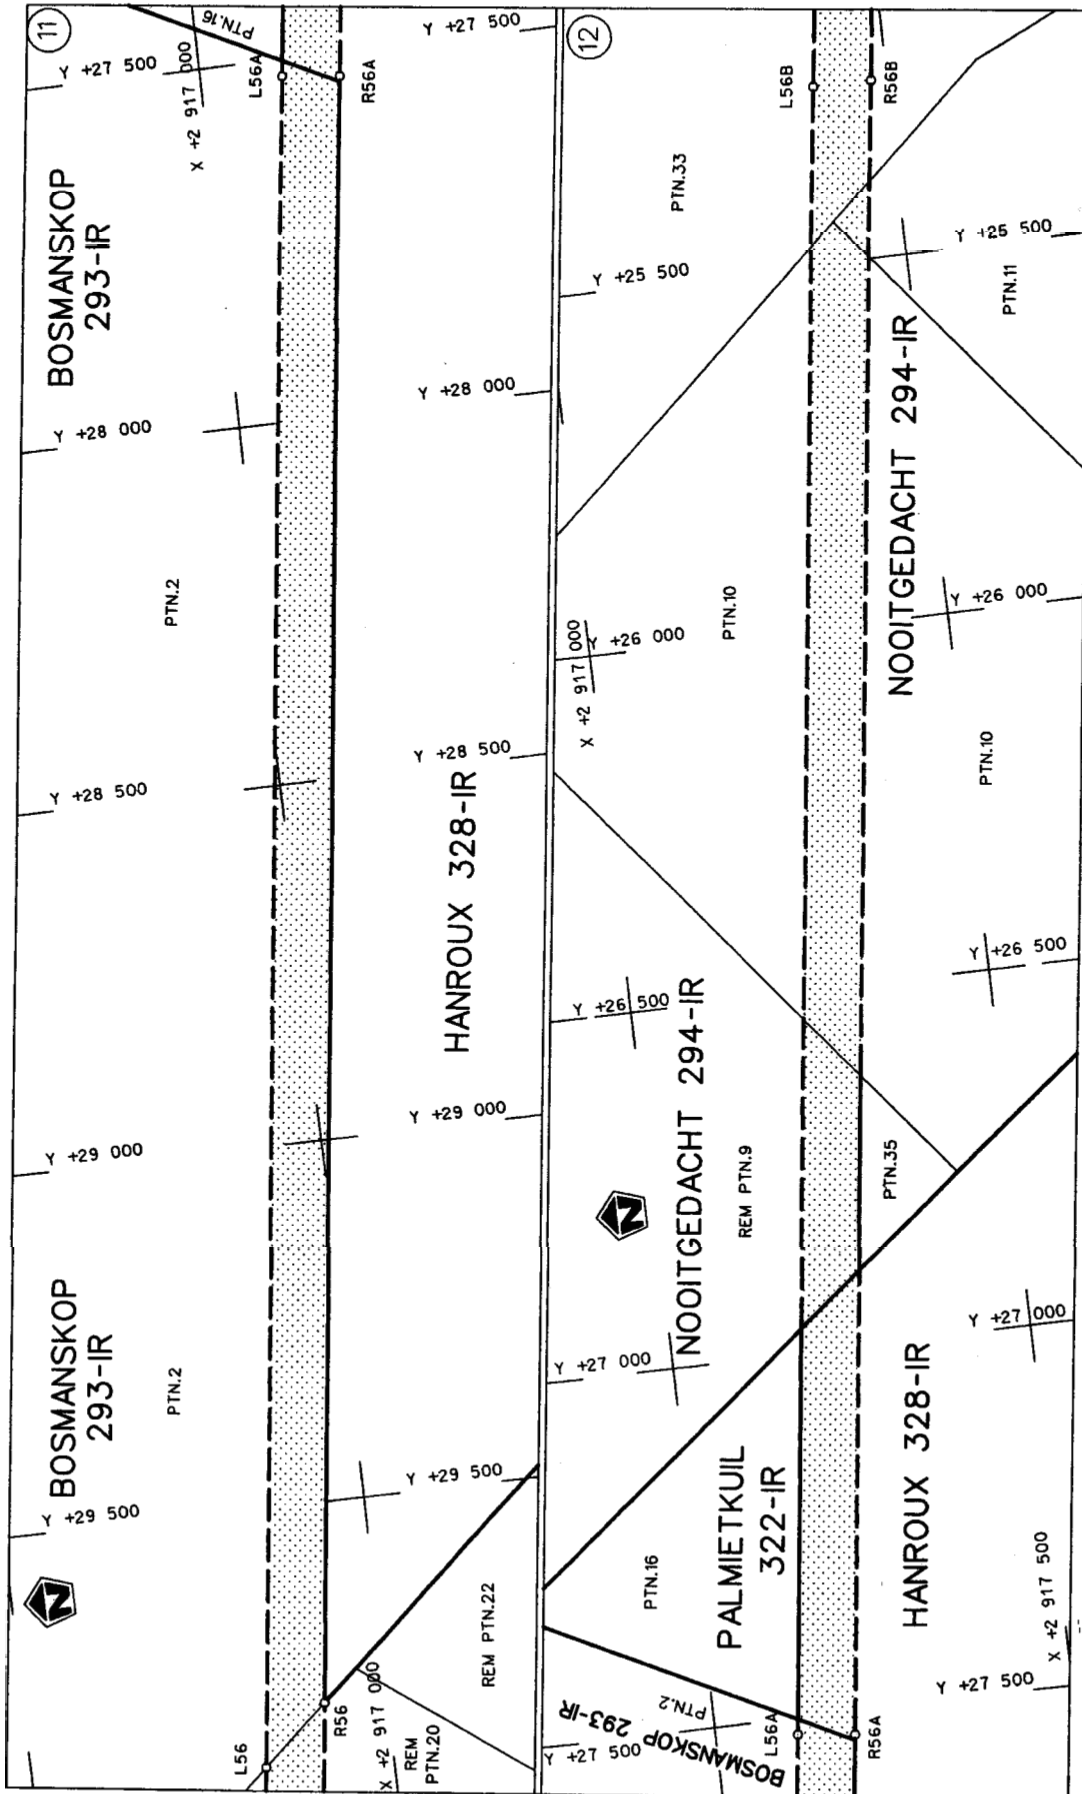 11
Y +27 500
PTN.16
X +2 917 000
L56A
R56A
Y +27 500
BOSMANSKOP
293-IR
Y +28 000
Y +28 000
PTN.2
Y +28 500
Y +28 500
HANROUX 328-IR
Y +29 000
Y +29 000
BOSMANSKOP
293-IR
PTN.2
Y +29 500
Y +29 500
N
L56
R56
X +2 917 000
REM
PTN.20
REM PTN.22
12
L56B
R56B
PTN.33
Y +25 500
Y +25 500
PTN.11
NOOITGEDACHT 294-IR
X +2 917 000
Y +26 000
PTN.10
Y +26 000
PTN.10
Y +26 500
Y +26 500
NOOITGEDACHT 294-IR
REM PTN.9
N
PTN.35
Y +27 000
Y +27 000
PALMIETKUIL
322-IR
PTN.16
HANROUX 328-IR
X +2 917 500
Y +27 500
PTN.2
BOSMANSKOP 293-IR
Y +27 500
L56A
R56A